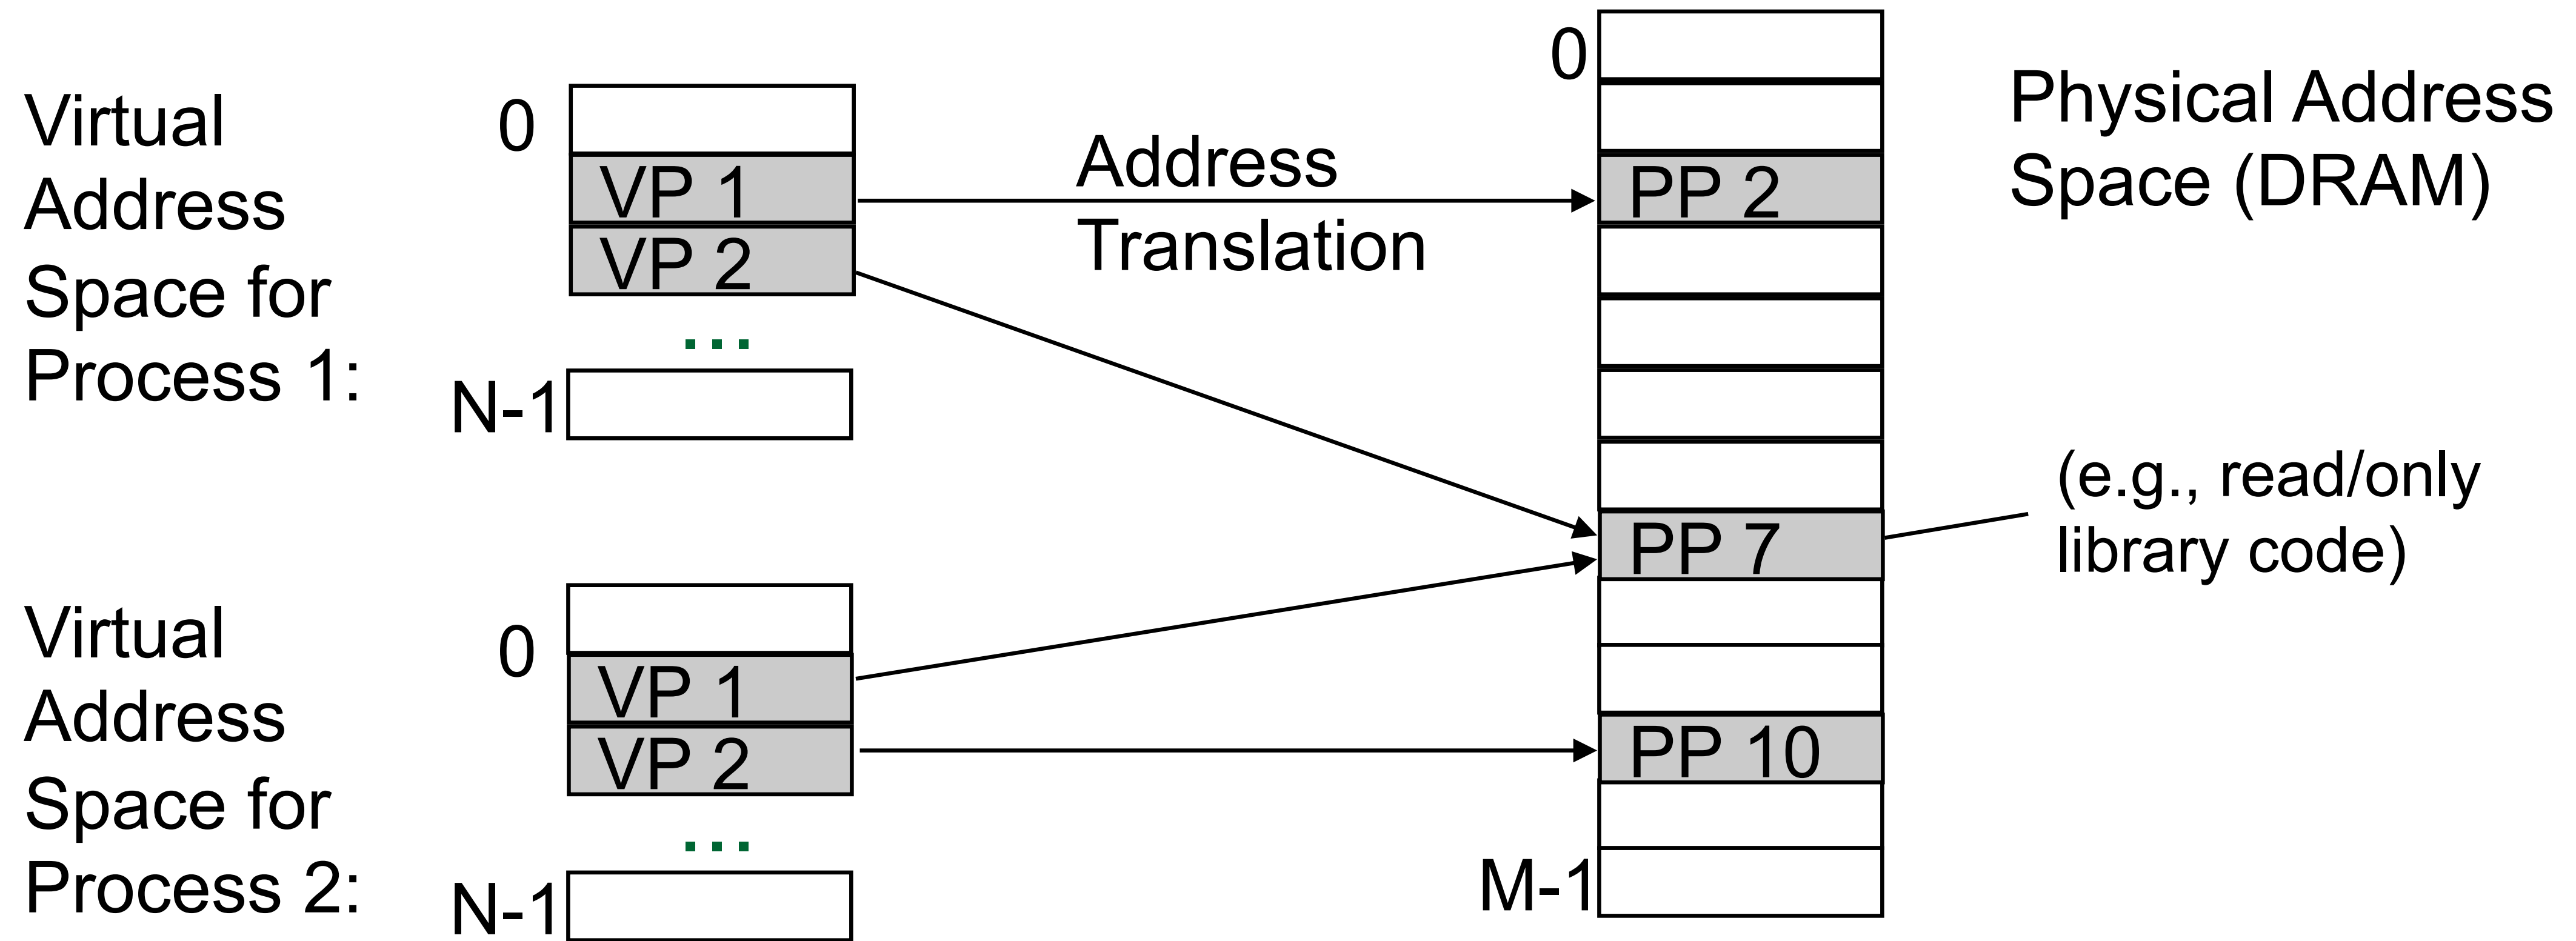 Virtual
Address
Space for
Process 1:
0
VP 1
VP 2
...
N-1
Address
Translation
0
PP 2
PP 7
PP 10
M-1
Physical Address
Space (DRAM)
(e.g., read/only
library code)
Virtual
Address
Space for
Process 2:
0
VP 1
VP 2
...
N-1